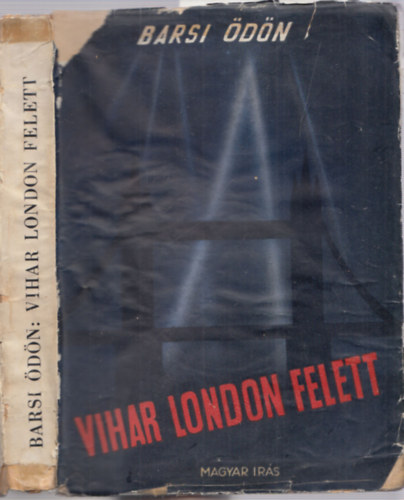 BARSI ÖDÖN: VIHAR LONDON FELETT
BARSI ÖDÖN
VIHAR LONDON FELETT
MAGYAR IRÁS